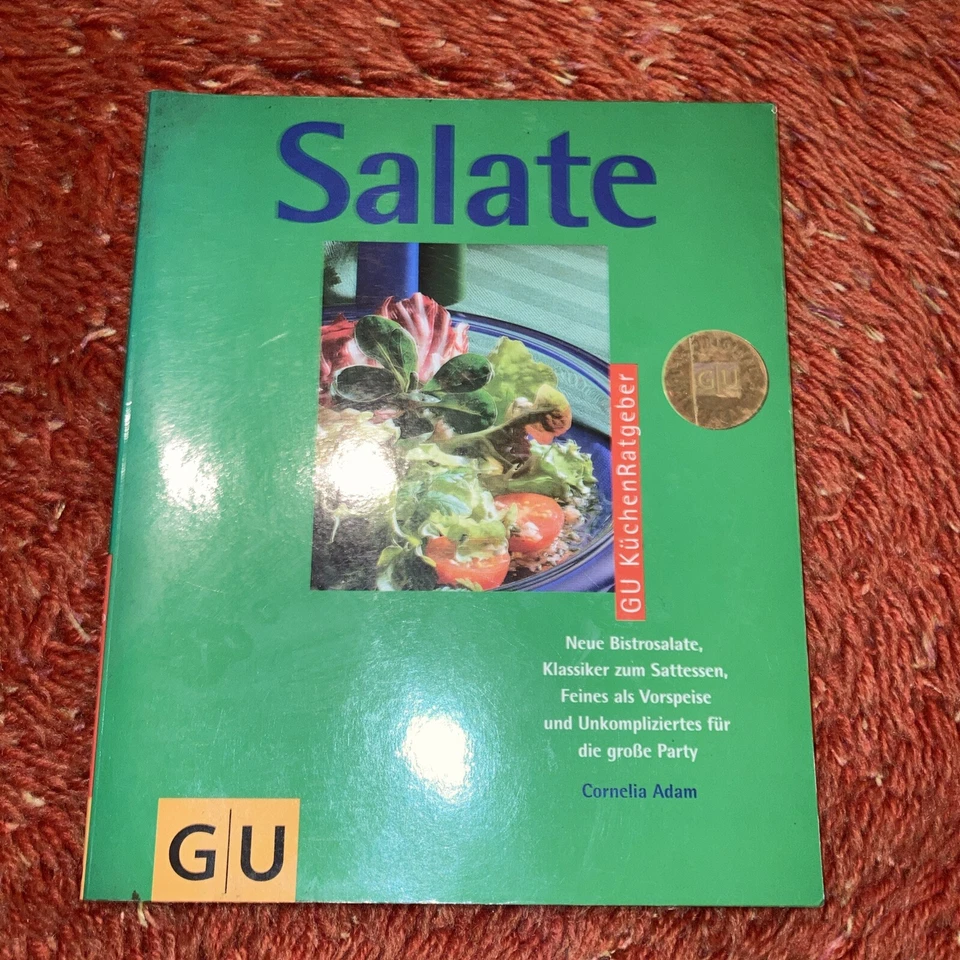 Salate
GU KüchenRatgeber
GU
Neue Bistrosalate,
Klassiker zum Sattessen,
Feines als Vorspeise
und Unkompliziertes für
die große Party
Cornelia Adam
G|U